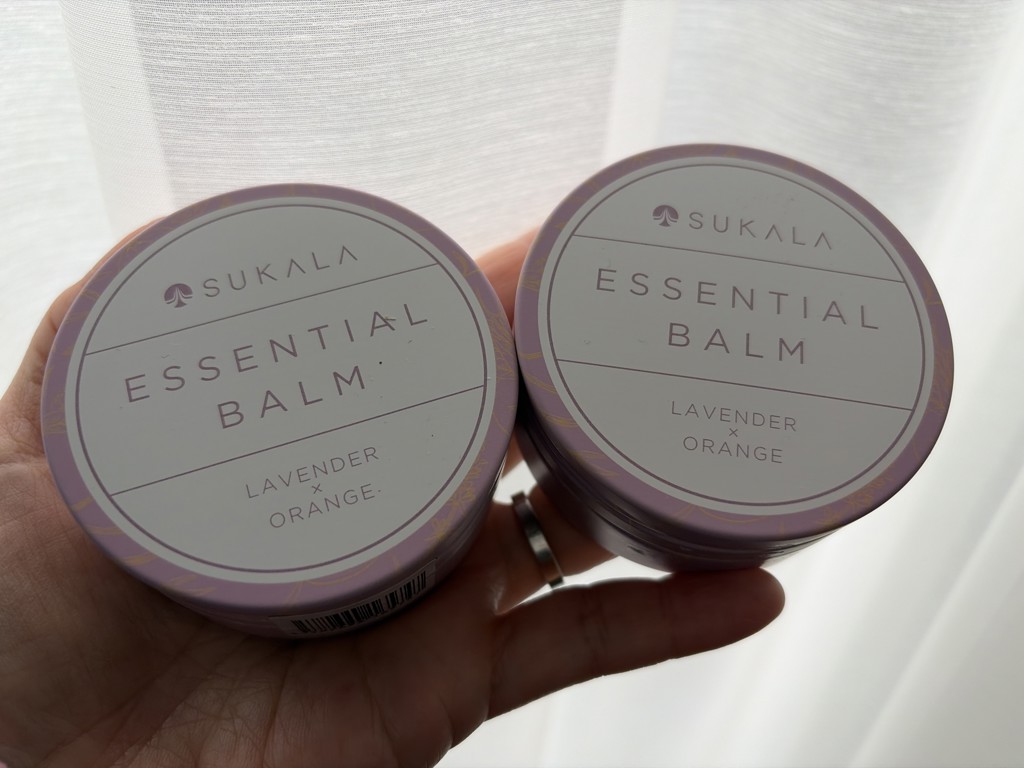 SUKALA
ESSENTIAL
BALM
LAVENDER
×
ORANGE
SUKALA
ESSENTIAL
BALM
LAVENDER
×
ORANGE